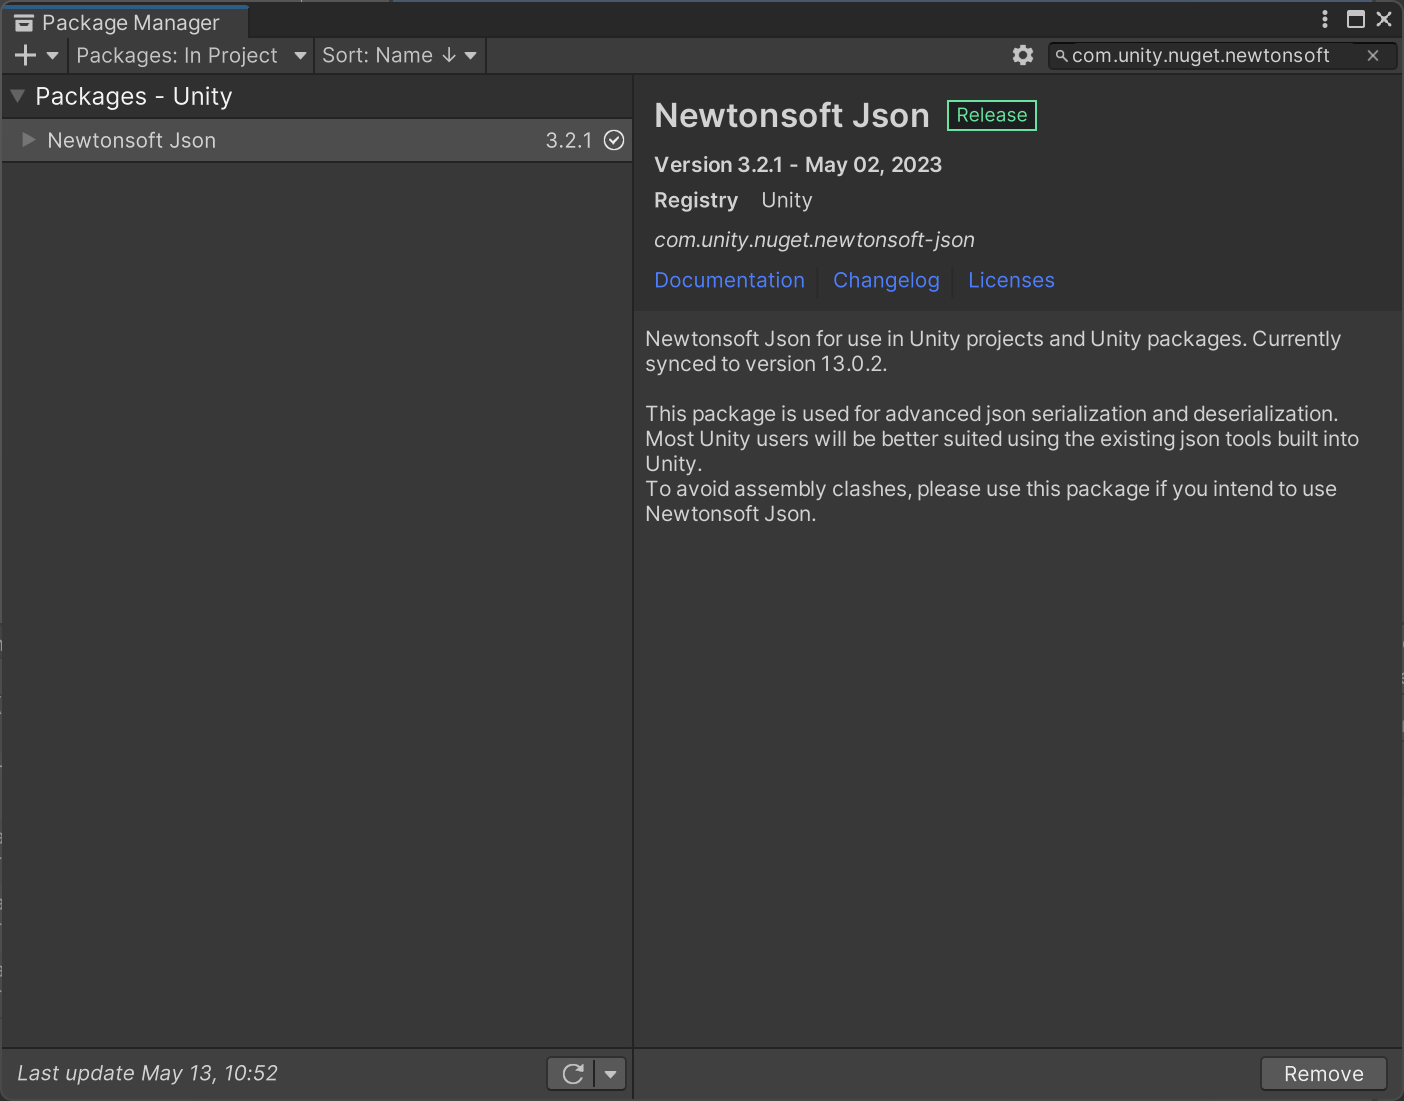 Package Manager
Packages: In Project
Sort: Name ↓
com.unity.nuget.newtonsoft
Packages - Unity
Newtonsoft Json 3.2.1
Newtonsoft Json Release
Version 3.2.1 - May 02, 2023
Registry Unity
com.unity.nuget.newtonsoft-json
Documentation Changelog Licenses
Newtonsoft Json for use in Unity projects and Unity packages. Currently
synced to version 13.0.2.
This package is used for advanced json serialization and deserialization.
Most Unity users will be better suited using the existing json tools built into
Unity.
To avoid assembly clashes, please use this package if you intend to use
Newtonsoft Json.
Last update May 13, 10:52
Remove